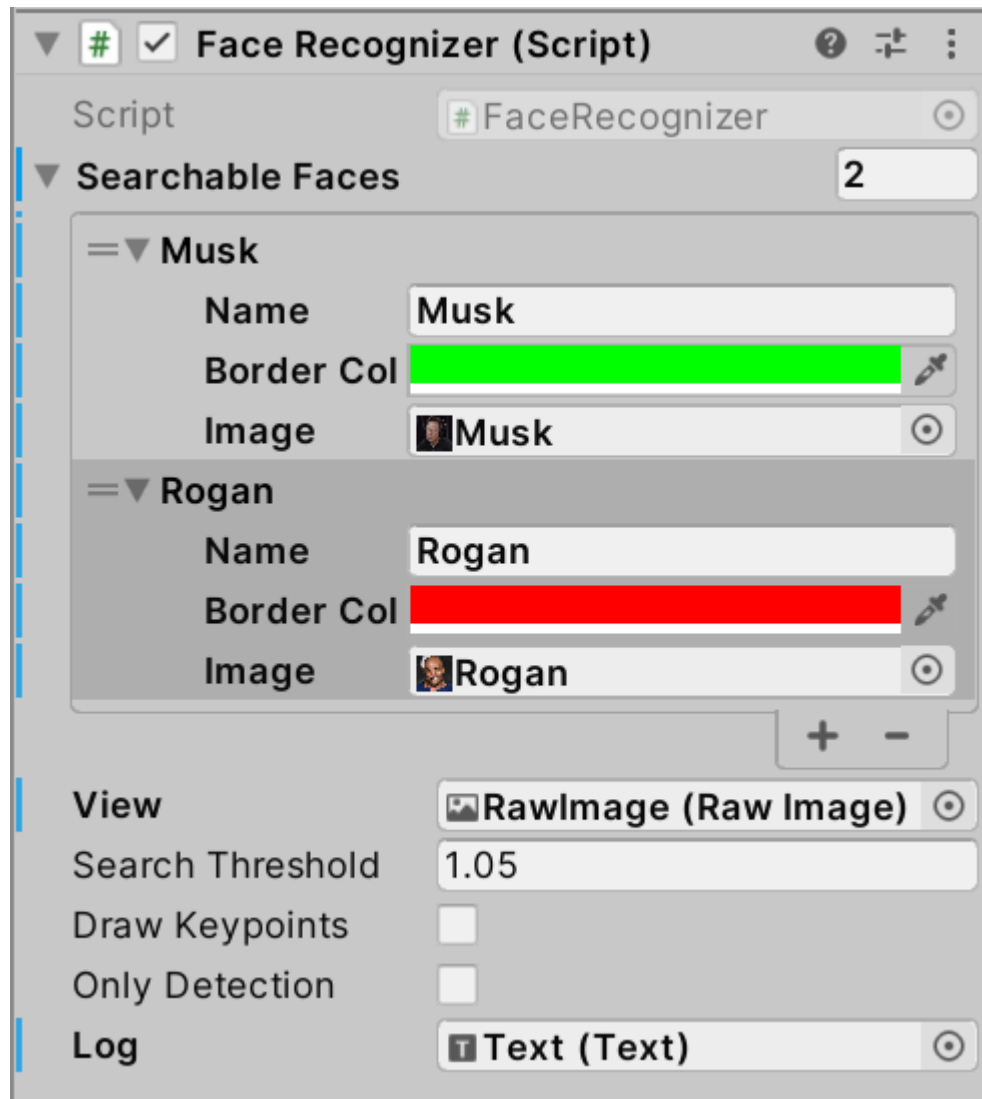 Face Recognizer (Script)
Script # FaceRecognizer
Searchable Faces 2
Musk
Name Musk
Border Col
Image Musk
Rogan
Name Rogan
Border Col
Image Rogan
View RawImage (Raw Image)
Search Threshold 1.05
Draw Keypoints
Only Detection
Log Text (Text)